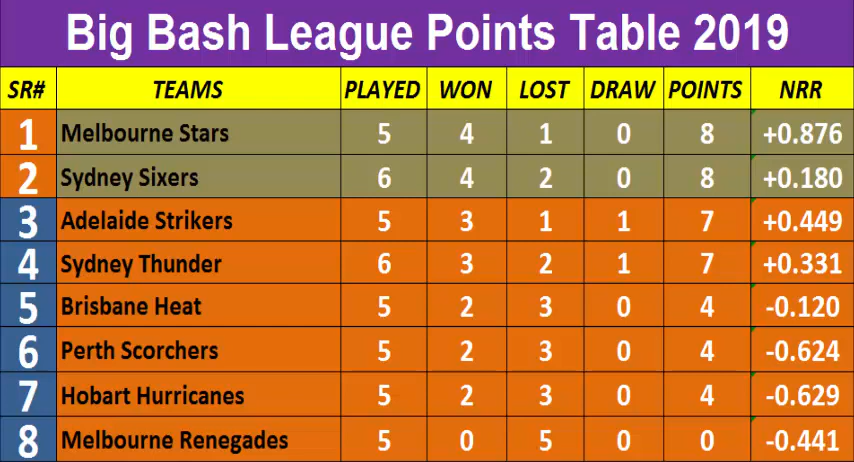 Big Bash League Points Table 2019
SR# TEAMS PLAYED WON LOST DRAW POINTS NRR
1 Melbourne Stars 5 4 1 0 8 +0.876
2 Sydney Sixers 6 4 2 0 8 +0.180
3 Adelaide Strikers 5 3 1 1 7 +0.449
4 Sydney Thunder 6 3 2 1 7 +0.331
5 Brisbane Heat 5 2 3 0 4 -0.120
6 Perth Scorchers 5 2 3 0 4 -0.624
7 Hobart Hurricanes 5 2 3 0 4 -0.629
8 Melbourne Renegades 5 0 5 0 0 -0.441